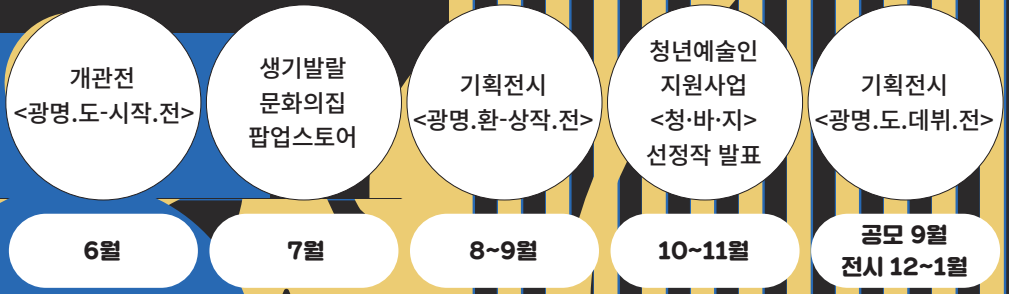 개관전
<광명.도-시작.전>
생기발랄
문화의집
팝업스토어
기획전시
<광명.환-상작.전>
청년예술인
지원사업
<청·바·지>
선정작 발표
기획전시
<광명.도.데뷔.전>
6월
7월
8~9월
10~11월
공모 9월
전시 12~1월